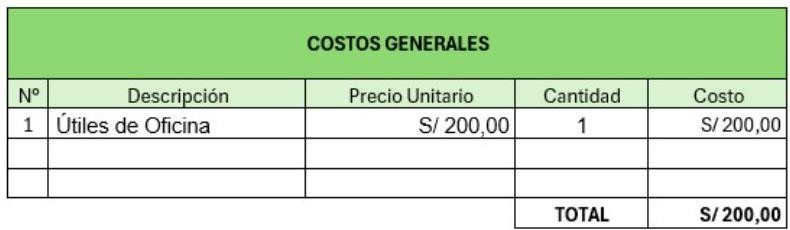 COSTOS GENERALES
Nº Descripción Precio Unitario Cantidad Costo
1 Útiles de Oficina S/ 200,00 1 S/ 200,00
TOTAL S/ 200,00